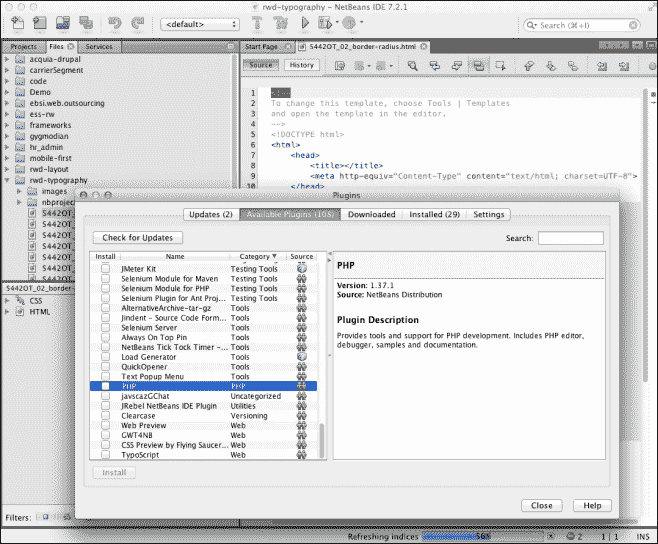 rwd-typography - NetBeans IDE 7.2.1
<default>
Search (⌘+I)
Projects Files Services
Start Page 5442OT_02_border-radius.html
Source History
acquia-drupal
carrierSegment
code
Demo
ebsi.web.outsourcing
ess-rw
frameworks
gygmodian
hr_admin
mobile-first
rwd-layout
rwd-typography
images
nbproject
5442OT_
5442OT_
5442OT_
5442OT_
5442OT_
5442OT_
5442OT_
1 <!--
2 To change this template, choose Tools | Templates
3 and open the template in the editor.
4 -->
5 <!DOCTYPE html>
6 <html>
7 <head>
8 <title></title>
9 <meta http-equiv="Content-Type" content="text/html; charset=UTF-8">
10 </head>
5442OT_02_border-
CSS
HTML
Filters:
Plugins
Updates (2) Available Plugins (108) Downloaded Installed (29) Settings
Check for Updates
Search:
Install Name Category Source
JMeter Kit Testing Tools
Selenium Module for Maven Testing Tools
Selenium Module for PHP Testing Tools
Selenium Plugin for Ant Proj... Testing Tools
AlternativeArchive-tar-gz Tools
Jindent - Source Code Form... Tools
Selenium Server Tools
Always On Top Pin Tools
NetBeans Tick Tock Timer -... Tools
Load Generator Tools
QuickOpener Tools
Text Popup Menu Tools
PHP PHP
javscazGChat Uncategorized
JRebel NetBeans IDE Plugin Utilities
Clearcase Versioning
Web Preview Web
GWT4NB Web
CSS Preview by Flying Saucer... Web
TypoScript Web
PHP
Version: 1.37.1
Source: NetBeans Distribution
Plugin Description
Provides tools and support for PHP development. Includes PHP editor,
debugger, samples and documentation.
Install
Close Help
Refreshing indices 56% 2 1 | 1 INS